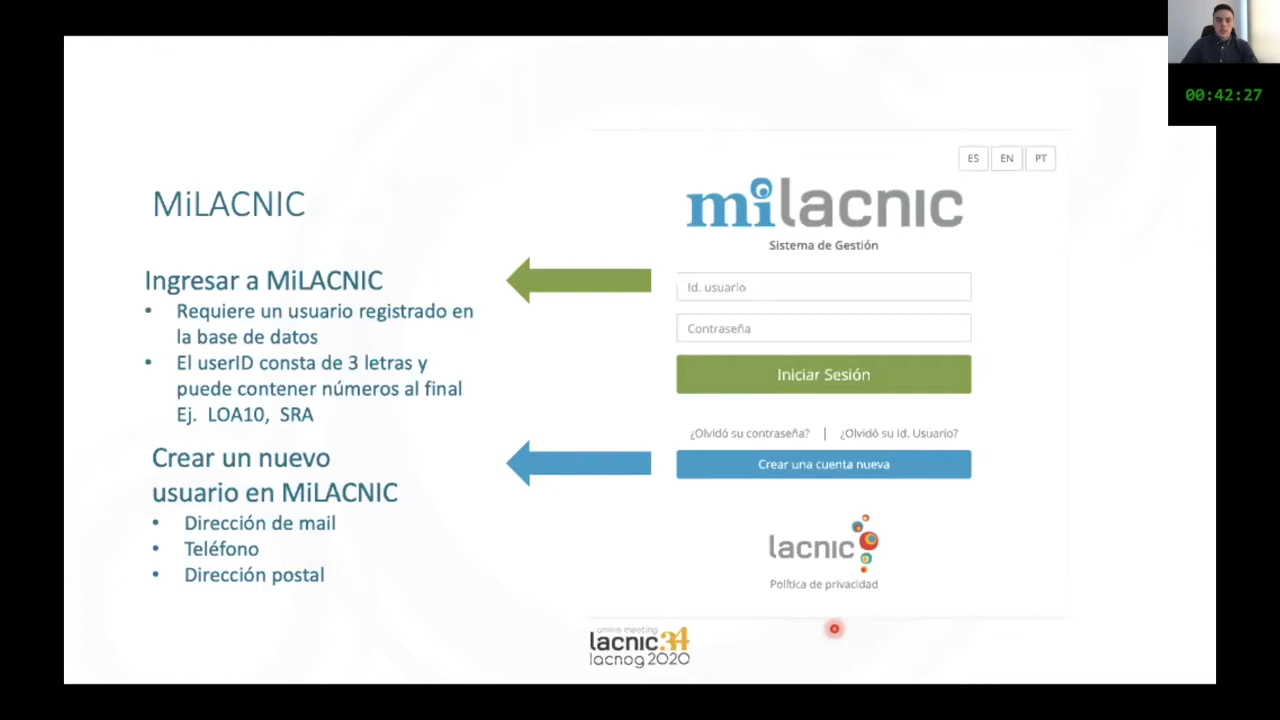 00:42:27
ES EN PT
MiLACNIC
milacnic
Sistema de Gestión
Ingresar a MiLACNIC
• Requiere un usuario registrado en
la base de datos
• El userID consta de 3 letras y
puede contener números al final
Ej. LOA10, SRA
Id. usuario
Contraseña
Iniciar Sesión
¿Olvidó su contraseña? | ¿Olvidó su Id. Usuario?
Crear una cuenta nueva
Crear un nuevo
usuario en MiLACNIC
• Dirección de mail
• Teléfono
• Dirección postal
lacnic
Política de privacidad
online meeting
lacnic34
lacnog2020